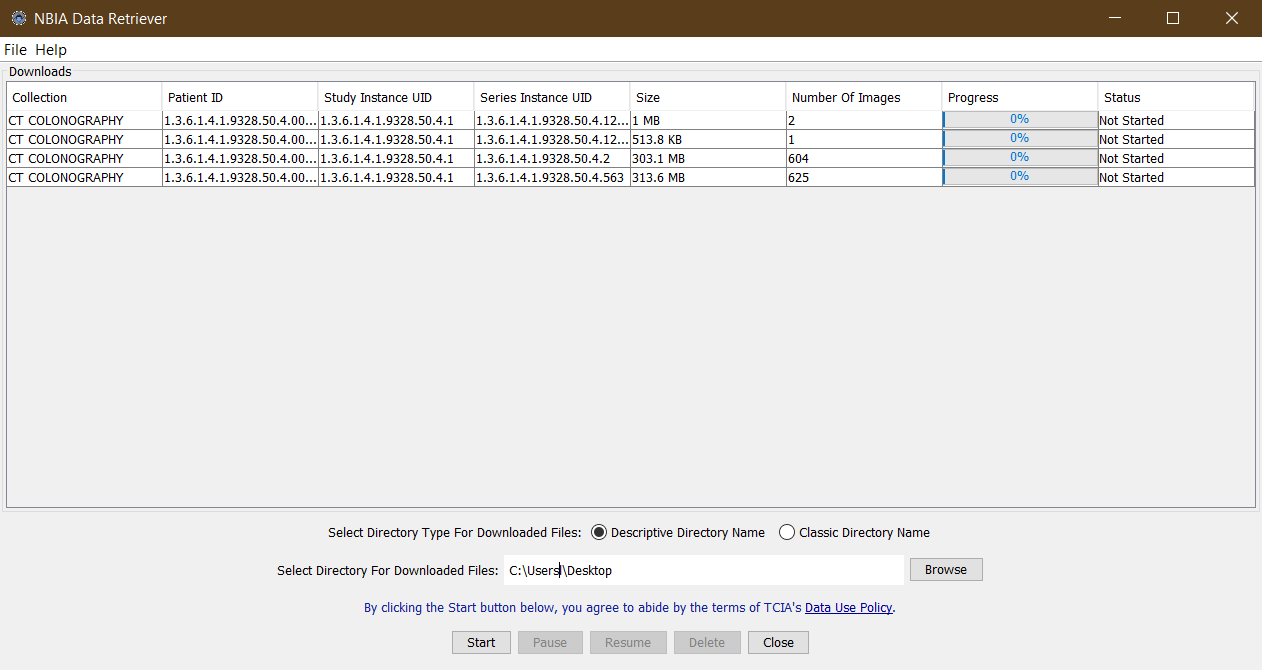 NBIA Data Retriever
File Help
Downloads
Collection Patient ID Study Instance UID Series Instance UID Size Number Of Images Progress Status
CT COLONOGRAPHY 1.3.6.1.4.1.9328.50.4.00... 1.3.6.1.4.1.9328.50.4.1 1.3.6.1.4.1.9328.50.4.12... 1 MB 2 0% Not Started
CT COLONOGRAPHY 1.3.6.1.4.1.9328.50.4.00... 1.3.6.1.4.1.9328.50.4.1 1.3.6.1.4.1.9328.50.4.12... 513.8 KB 1 0% Not Started
CT COLONOGRAPHY 1.3.6.1.4.1.9328.50.4.00... 1.3.6.1.4.1.9328.50.4.1 1.3.6.1.4.1.9328.50.4.2 303.1 MB 604 0% Not Started
CT COLONOGRAPHY 1.3.6.1.4.1.9328.50.4.00... 1.3.6.1.4.1.9328.50.4.1 1.3.6.1.4.1.9328.50.4.563 313.6 MB 625 0% Not Started
Select Directory Type For Downloaded Files: Descriptive Directory Name Classic Directory Name
Select Directory For Downloaded Files: C:\Users\Desktop Browse
By clicking the Start button below, you agree to abide by the terms of TCIA's Data Use Policy.
Start Pause Resume Delete Close